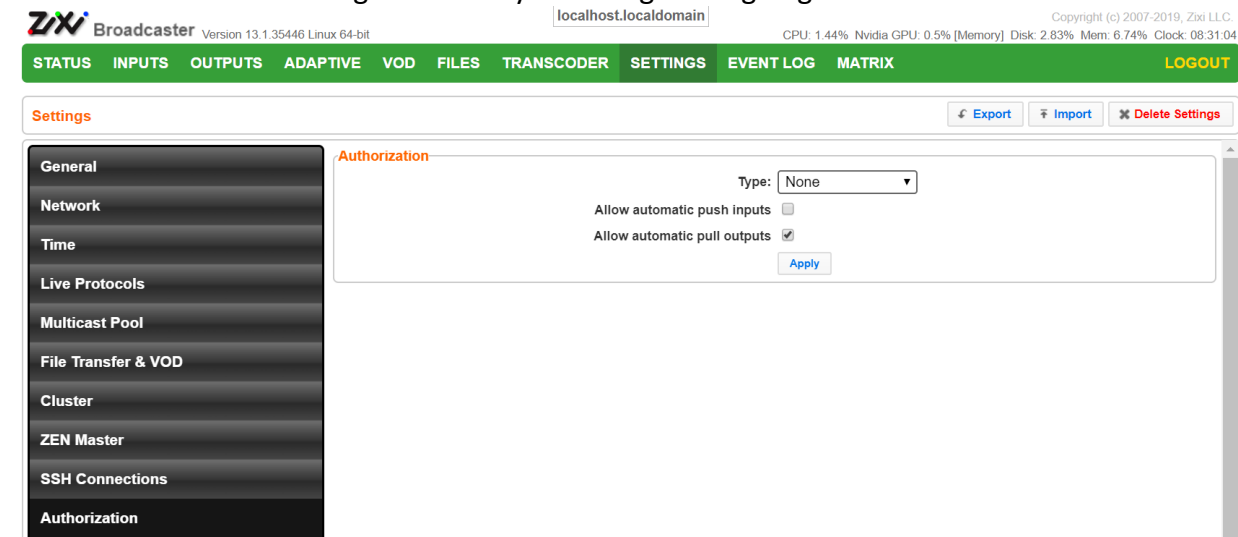 localhost.localdomain
Copyright (c) 2007-2019, Zixi LLC.
Zixi Broadcaster Version 13.1.35446 Linux 64-bit
CPU: 1.44% Nvidia GPU: 0.5% [Memory] Disk: 2.83% Mem: 6.74% Clock: 08:31:04
STATUS INPUTS OUTPUTS ADAPTIVE VOD FILES TRANSCODER SETTINGS EVENT LOG MATRIX LOGOUT
Settings Export Import Delete Settings
General
Network
Time
Live Protocols
Multicast Pool
File Transfer & VOD
Cluster
ZEN Master
SSH Connections
Authorization
Authorization
Type: None
Allow automatic push inputs
Allow automatic pull outputs
Apply